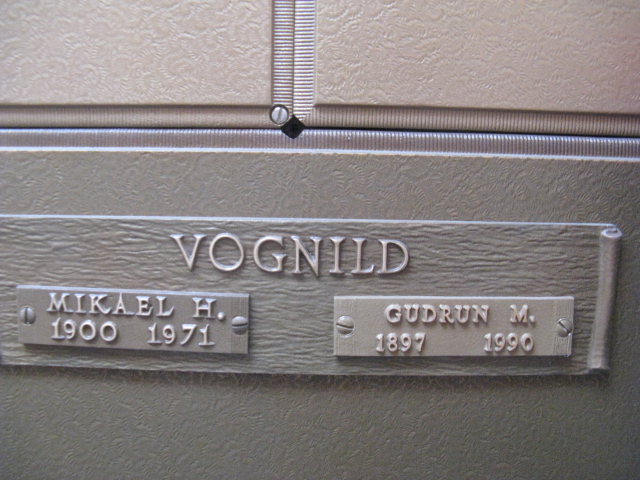 VOGNILD
MIKAEL H.
1900 1971
GUDRUN M.
1897 1990